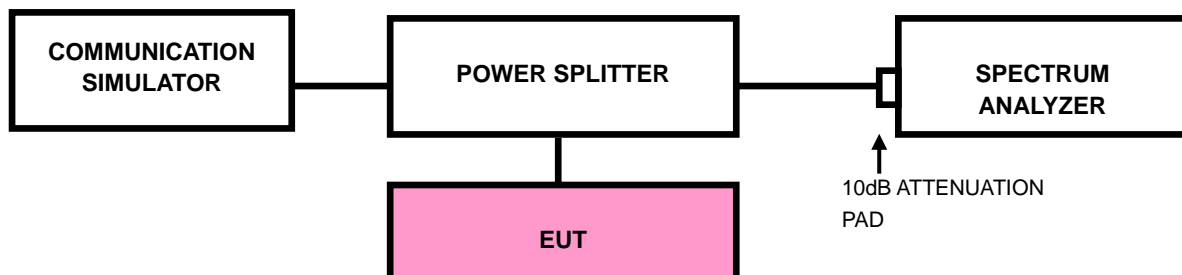 COMMUNICATION
SIMULATOR
POWER SPLITTER
SPECTRUM
ANALYZER
10dB ATTENUATION
PAD
EUT